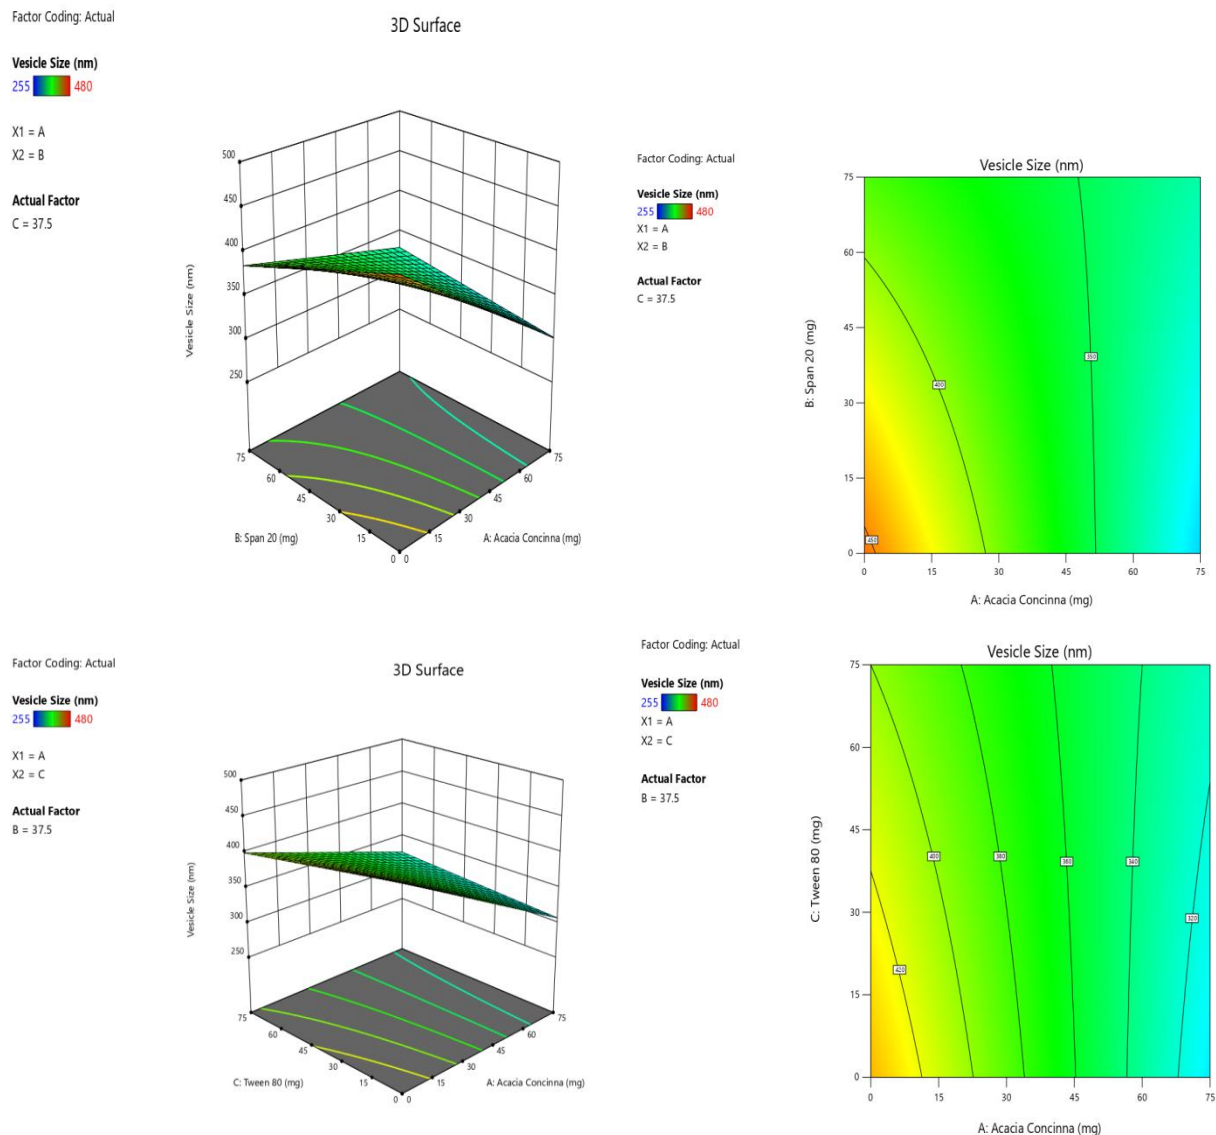 Factor Coding: Actual
3D Surface
Vesicle Size (nm)
255 480
X1 = A
X2 = B
Actual Factor
C = 37.5
Vesicle Size (nm)
500
450
400
350
300
250
75
60
45
30
15
0
B: Span 20 (mg)
0
15
30
45
60
75
A: Acacia Concinna (mg)
Factor Coding: Actual
Vesicle Size (nm)
255 480
X1 = A
X2 = B
Actual Factor
C = 37.5
Vesicle Size (nm)
B: Span 20 (mg)
75
60
45
30
15
0
350
400
450
0 15 30 45 60 75
A: Acacia Concinna (mg)
Factor Coding: Actual
3D Surface
Vesicle Size (nm)
255 480
X1 = A
X2 = C
Actual Factor
B = 37.5
Vesicle Size (nm)
500
450
400
350
300
250
75
60
45
30
15
0
C: Tween 80 (mg)
0
15
30
45
60
75
A: Acacia Concinna (mg)
Factor Coding: Actual
Vesicle Size (nm)
255 480
X1 = A
X2 = C
Actual Factor
B = 37.5
Vesicle Size (nm)
C: Tween 80 (mg)
75
60
45
30
15
0
400 380 360 340
320
420
0 15 30 45 60 75
A: Acacia Concinna (mg)